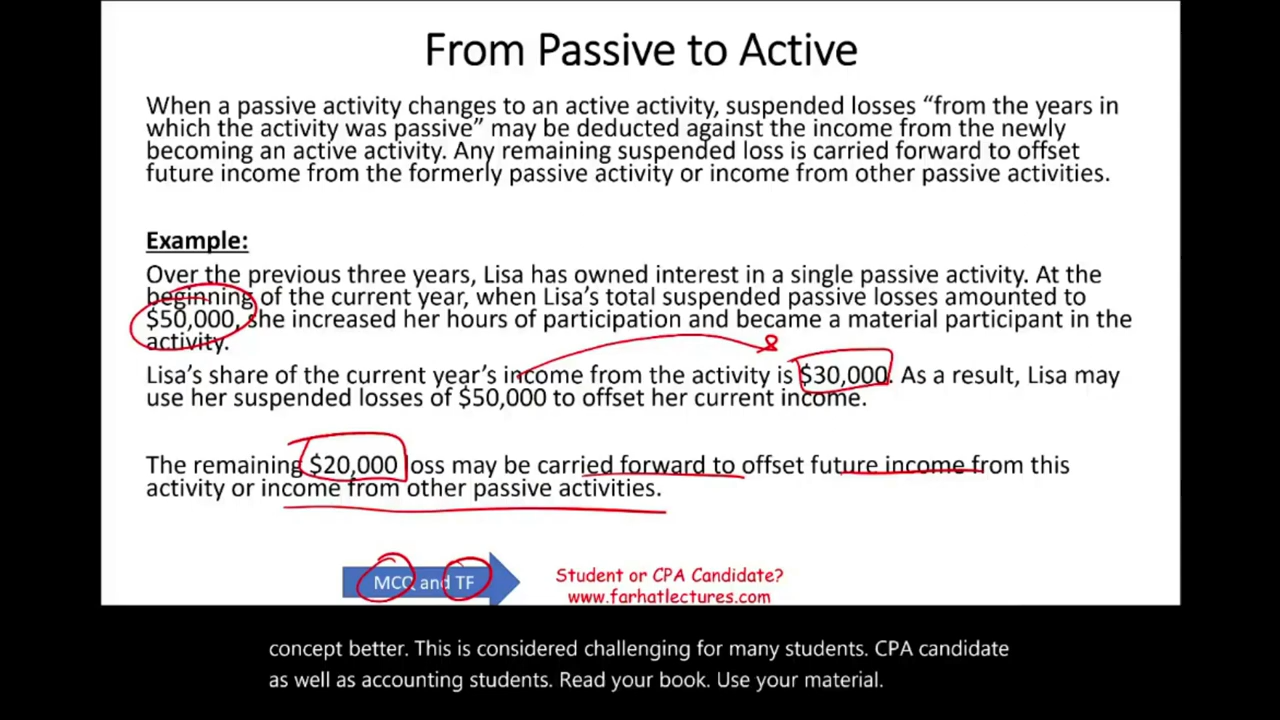 From Passive to Active
When a passive activity changes to an active activity, suspended losses “from the years in
which the activity was passive” may be deducted against the income from the newly
becoming an active activity. Any remaining suspended loss is carried forward to offset
future income from the formerly passive activity or income from other passive activities.
Example:
Over the previous three years, Lisa has owned interest in a single passive activity. At the
beginning of the current year, when Lisa’s total suspended passive losses amounted to
$50,000, she increased her hours of participation and became a material participant in the
activity.
Lisa’s share of the current year’s income from the activity is $30,000. As a result, Lisa may
use her suspended losses of $50,000 to offset her current income.
The remaining $20,000 loss may be carried forward to offset future income from this
activity or income from other passive activities.
MCQ and TF
Student or CPA Candidate?
www.farhatlectures.com
concept better. This is considered challenging for many students. CPA candidate
as well as accounting students. Read your book. Use your material.